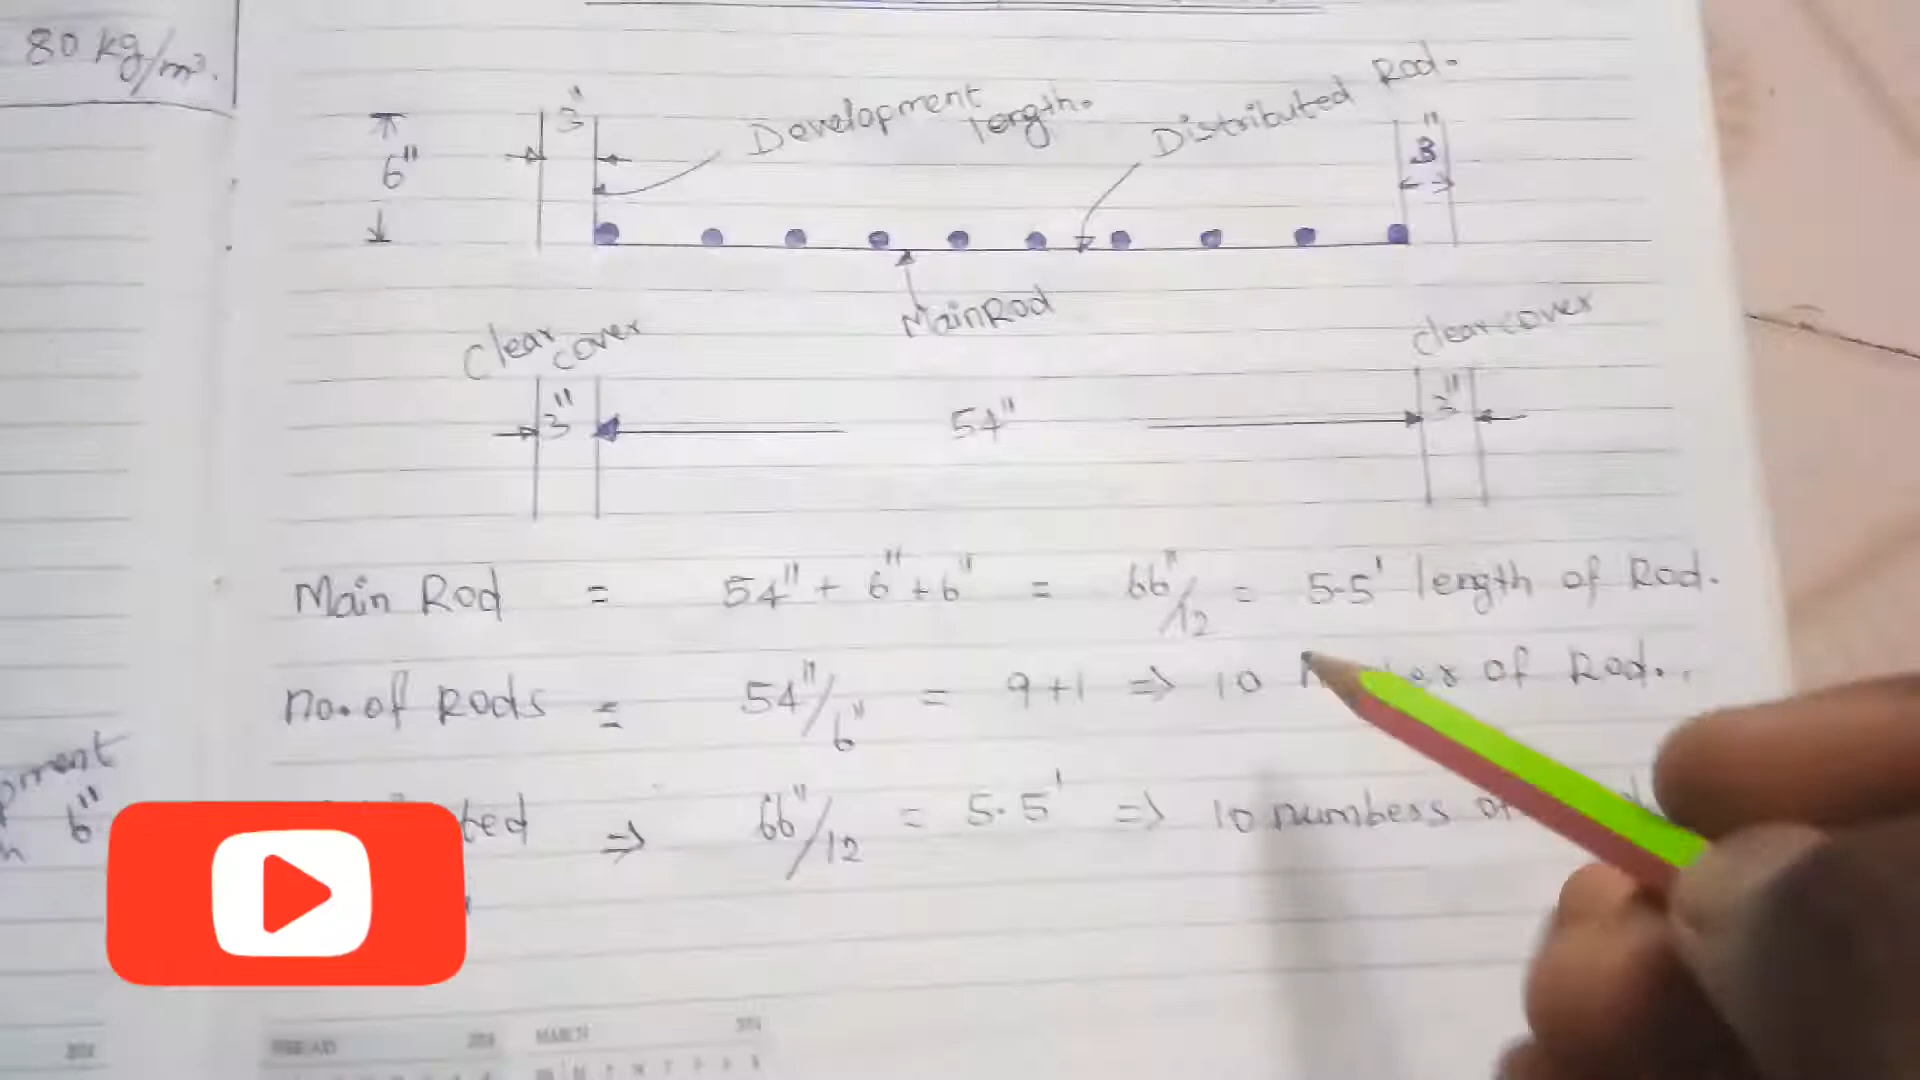 80 kg/m³.
6"
3"
Development
length.
Distributed Rod.
3"
Main Rod
Clear
cover
clear cover
3"
54"
3"
Main Rod = 54" + 6" + 6" = 66"/12 = 5.5' length of Rod.
no. of Rods = 54"/6" = 9+1 ⇒ 10 of Rod.
⇒ 66"/12 = 5.5' ⇒ 10 numbers
6"
MARCH